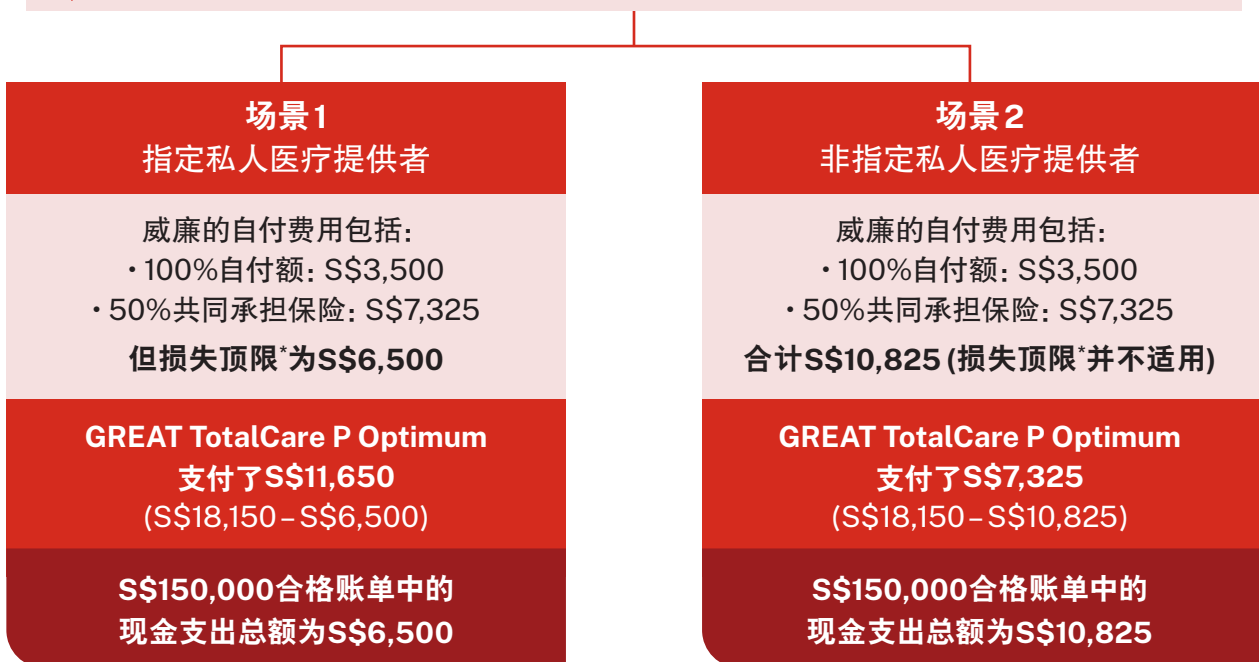 场景1
指定私人医疗提供者
威廉的自付费用包括:
• 100%自付额: S$3,500
• 50%共同承担保险: S$7,325
但损失顶限*为S$6,500
GREAT TotalCare P Optimum
支付了S$11,650
(S$18,150 – S$6,500)
S$150,000合格账单中的
现金支出总额为S$6,500
场景2
非指定私人医疗提供者
威廉的自付费用包括:
• 100%自付额: S$3,500
• 50%共同承担保险: S$7,325
合计S$10,825 (损失顶限*并不适用)
GREAT TotalCare P Optimum
支付了S$7,325
(S$18,150 – S$10,825)
S$150,000合格账单中的
现金支出总额为S$10,825